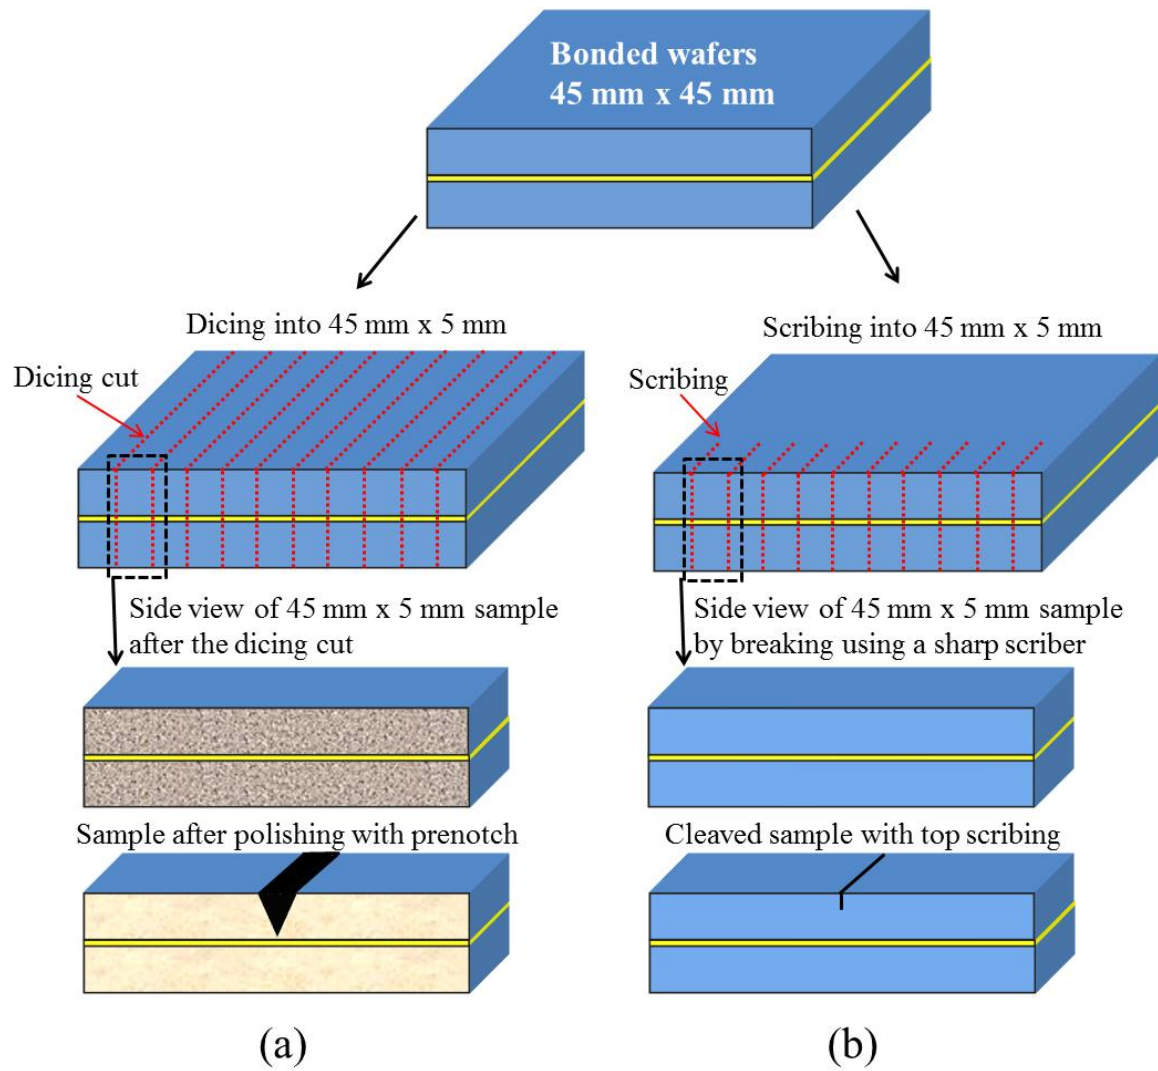 Bonded wafers
45 mm x 45 mm
Dicing into 45 mm x 5 mm
Dicing cut
Side view of 45 mm x 5 mm sample
after the dicing cut
Sample after polishing with prenotch
(a)
Scribing into 45 mm x 5 mm
Scribing
Side view of 45 mm x 5 mm sample
by breaking using a sharp scriber
Cleaved sample with top scribing
(b)